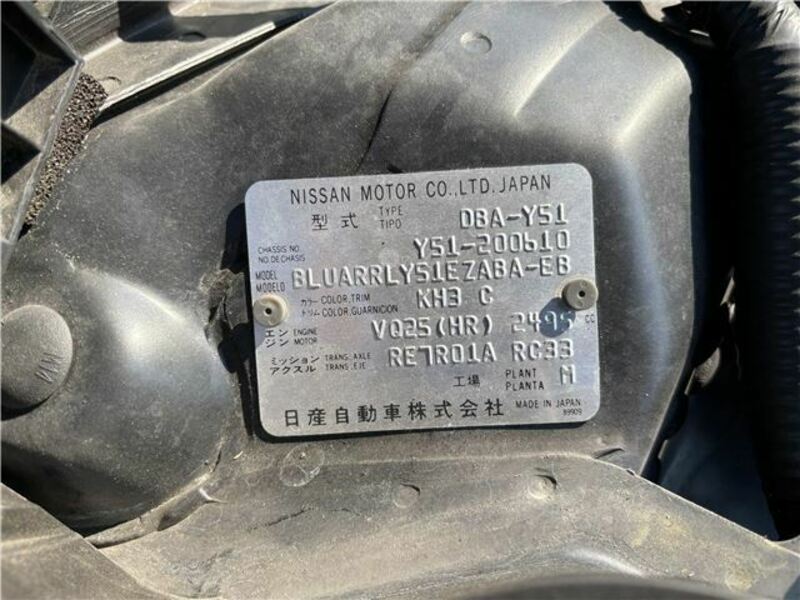 NISSAN MOTOR CO.,LTD. JAPAN
型式 TYPE TIPO DBA-Y51
CHASSIS NO. NO. DE CHASIS Y51-200610
MODEL MODELO BLUARRLY51EZABA-EB
カラー COLOR,TRIM トリム COLOR,GUARNICION KH3 C
エンジン ENGINE MOTOR VQ25(HR) 2495 CC
ミッション アクスル TRANS.,AXLE TRANS.,EJE RE7R01A RC33
工場 PLANT PLANTA M
日産自動車株式会社 MADE IN JAPAN
89909